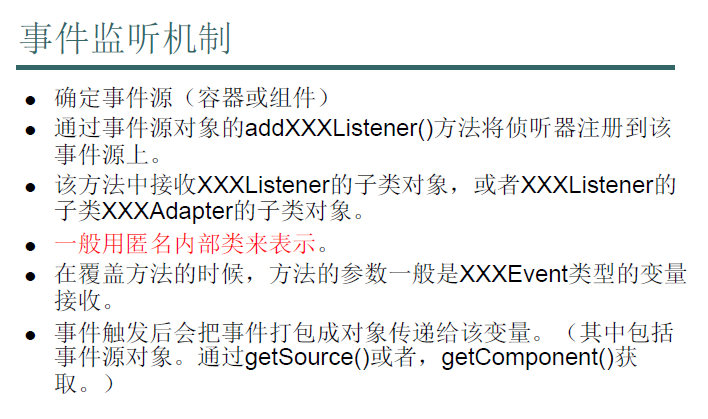 事件监听机制
● 确定事件源（容器或组件）
● 通过事件源对象的addXXXListener()方法将侦听器注册到该
事件源上。
● 该方法中接收XXXListener的子类对象，或者XXXListener的
子类XXXAdapter的子类对象。
● 一般用匿名内部类来表示。
● 在覆盖方法的时候，方法的参数一般是XXXEvent类型的变量
接收。
● 事件触发后会把事件打包成对象传递给该变量。（其中包括
事件源对象。通过getSource()或者，getComponent()获
取。）